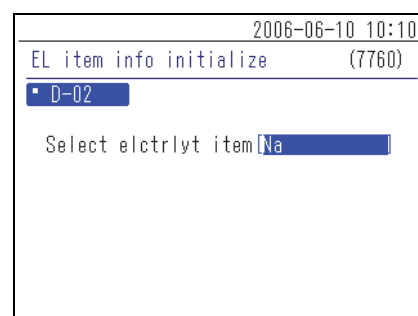 2006-06-10 10:10
EL item info initialize (7760)
▪ D-02
Select elctrlyt item[Na ]